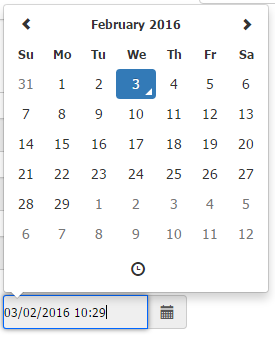 February 2016
Su Mo Tu We Th Fr Sa
31 1 2 3 4 5 6
7 8 9 10 11 12 13
14 15 16 17 18 19 20
21 22 23 24 25 26 27
28 29 1 2 3 4 5
6 7 8 9 10 11 12
03/02/2016 10:29